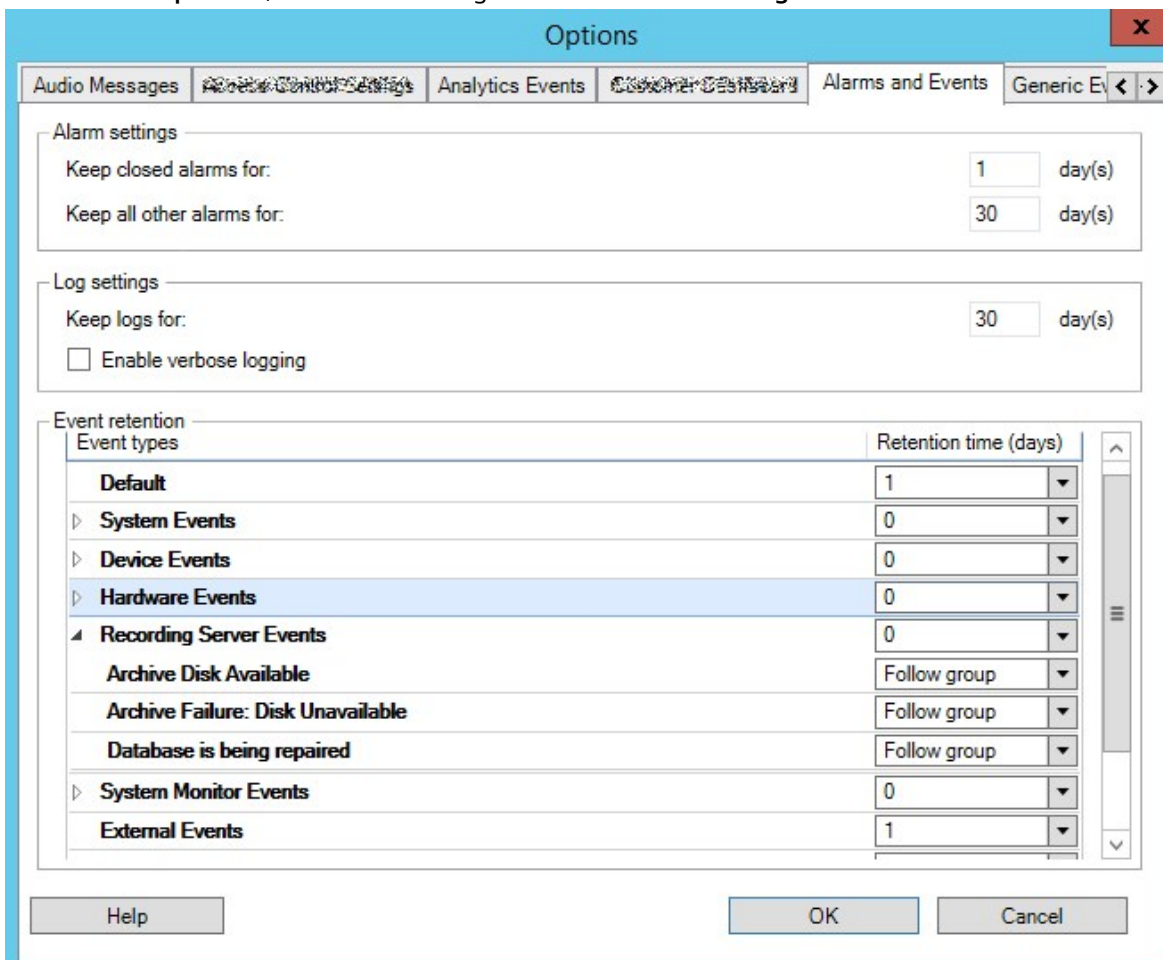 Options
x
Audio Messages
Analytics Events
Alarms and Events
Generic Ev
Alarm settings
Keep closed alarms for: 1 day(s)
Keep all other alarms for: 30 day(s)
Log settings
Keep logs for: 30 day(s)
Enable verbose logging
Event retention
Event types Retention time (days)
Default 1
System Events 0
Device Events 0
Hardware Events 0
Recording Server Events 0
Archive Disk Available Follow group
Archive Failure: Disk Unavailable Follow group
Database is being repaired Follow group
System Monitor Events 0
External Events 1
Help OK Cancel